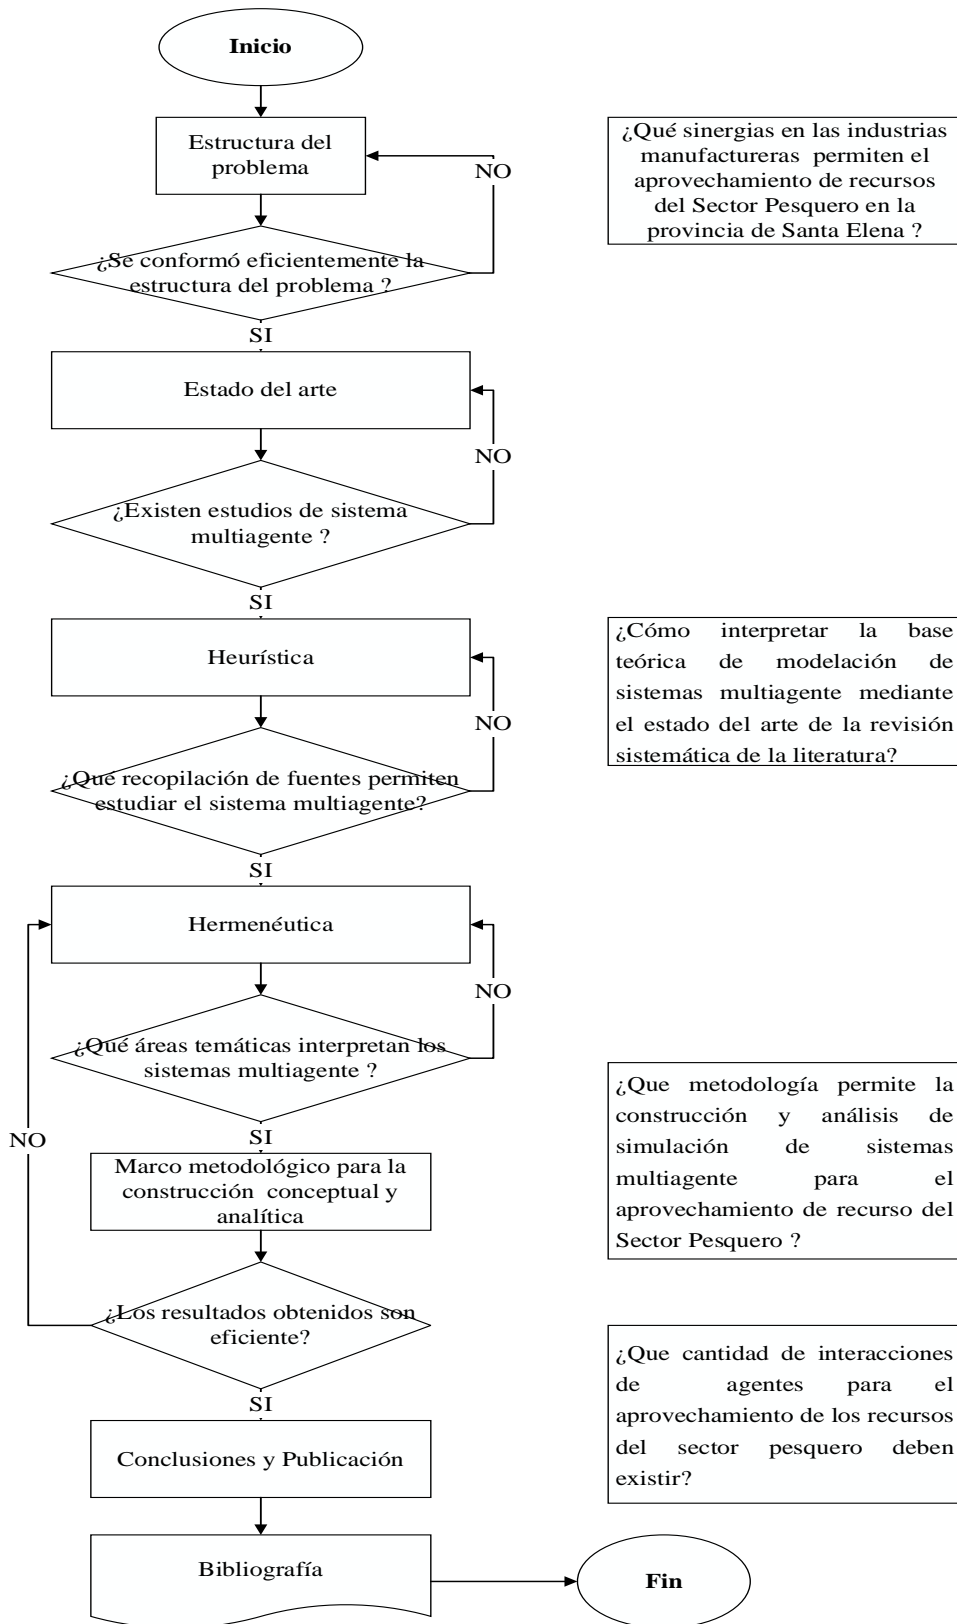 Inicio
Estructura del
problema
NO
¿Qué sinergias en las industrias
manufactureras permiten el
aprovechamiento de recursos
del Sector Pesquero en la
provincia de Santa Elena ?
¿Se conformó eficientemente la
estructura del problema ?
SI
Estado del arte
NO
¿Existen estudios de sistema
multiagente ?
SI
Heurística
NO
¿Cómo interpretar la base
teórica de modelación de
sistemas multiagente mediante
el estado del arte de la revisión
sistemática de la literatura?
¿Qué recopilación de fuentes permiten
estudiar el sistema multiagente?
SI
Hermenéutica
NO
¿Qué áreas temáticas interpretan los
sistemas multiagente ?
SI
NO
Marco metodológico para la
construcción conceptual y
analítica
¿Que metodología permite la
construcción y análisis de
simulación de sistemas
multiagente para el
aprovechamiento de recurso del
Sector Pesquero ?
¿Los resultados obtenidos son
eficiente?
SI
¿Que cantidad de interacciones
de agentes para el
aprovechamiento de los recursos
del sector pesquero deben
existir?
Conclusiones y Publicación
Bibliografía
Fin